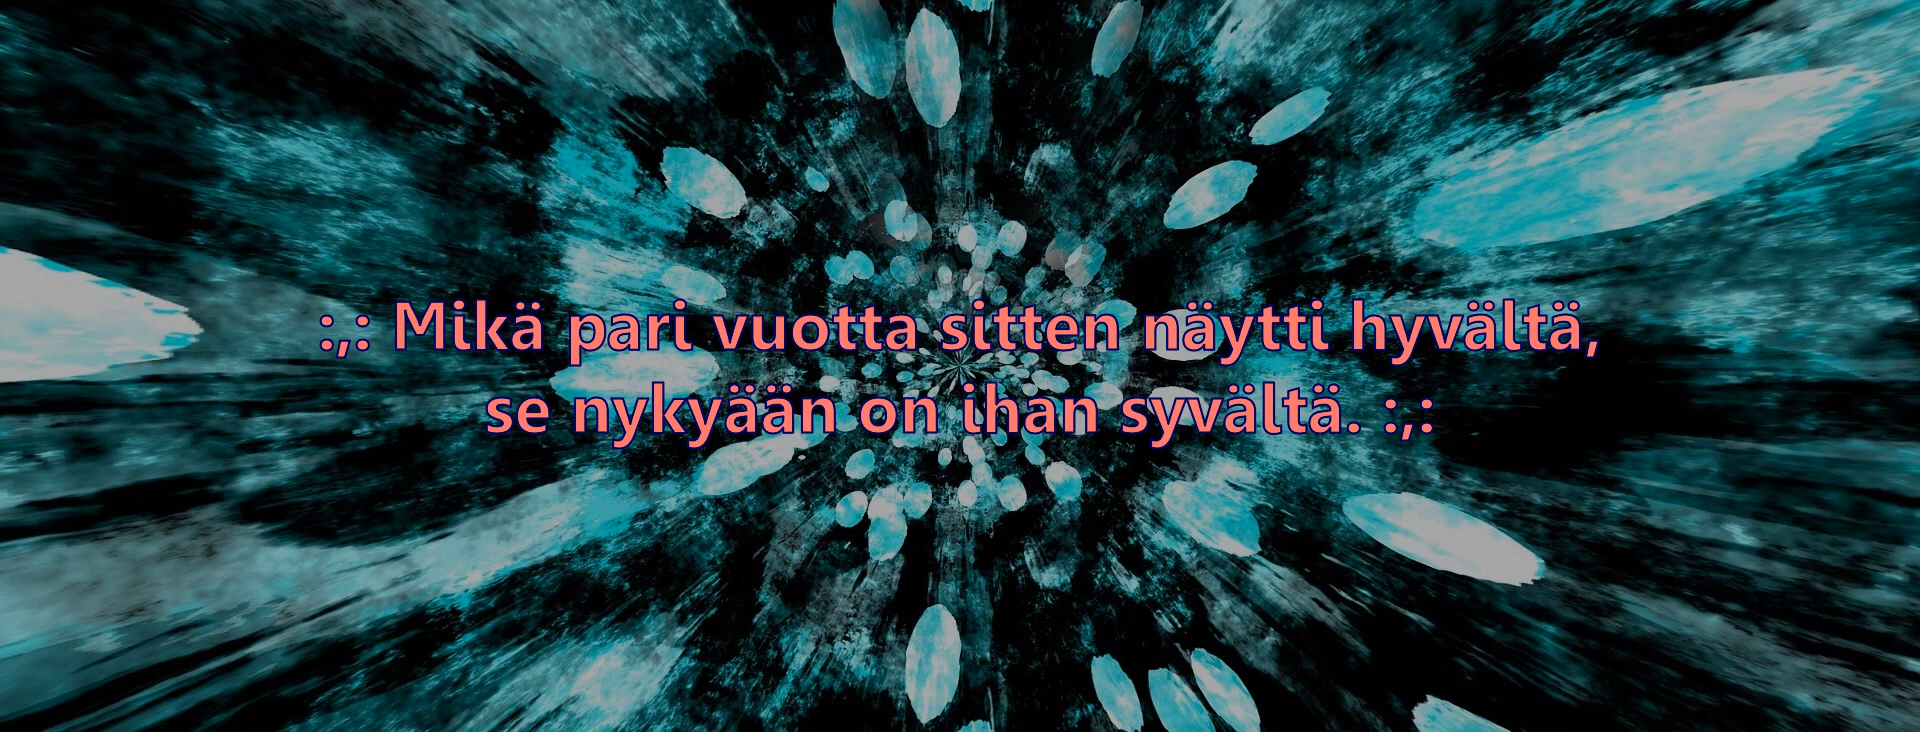 :,: Mikä pari vuotta sitten näytti hyvältä,
se nykyään on ihan syvältä. :,: